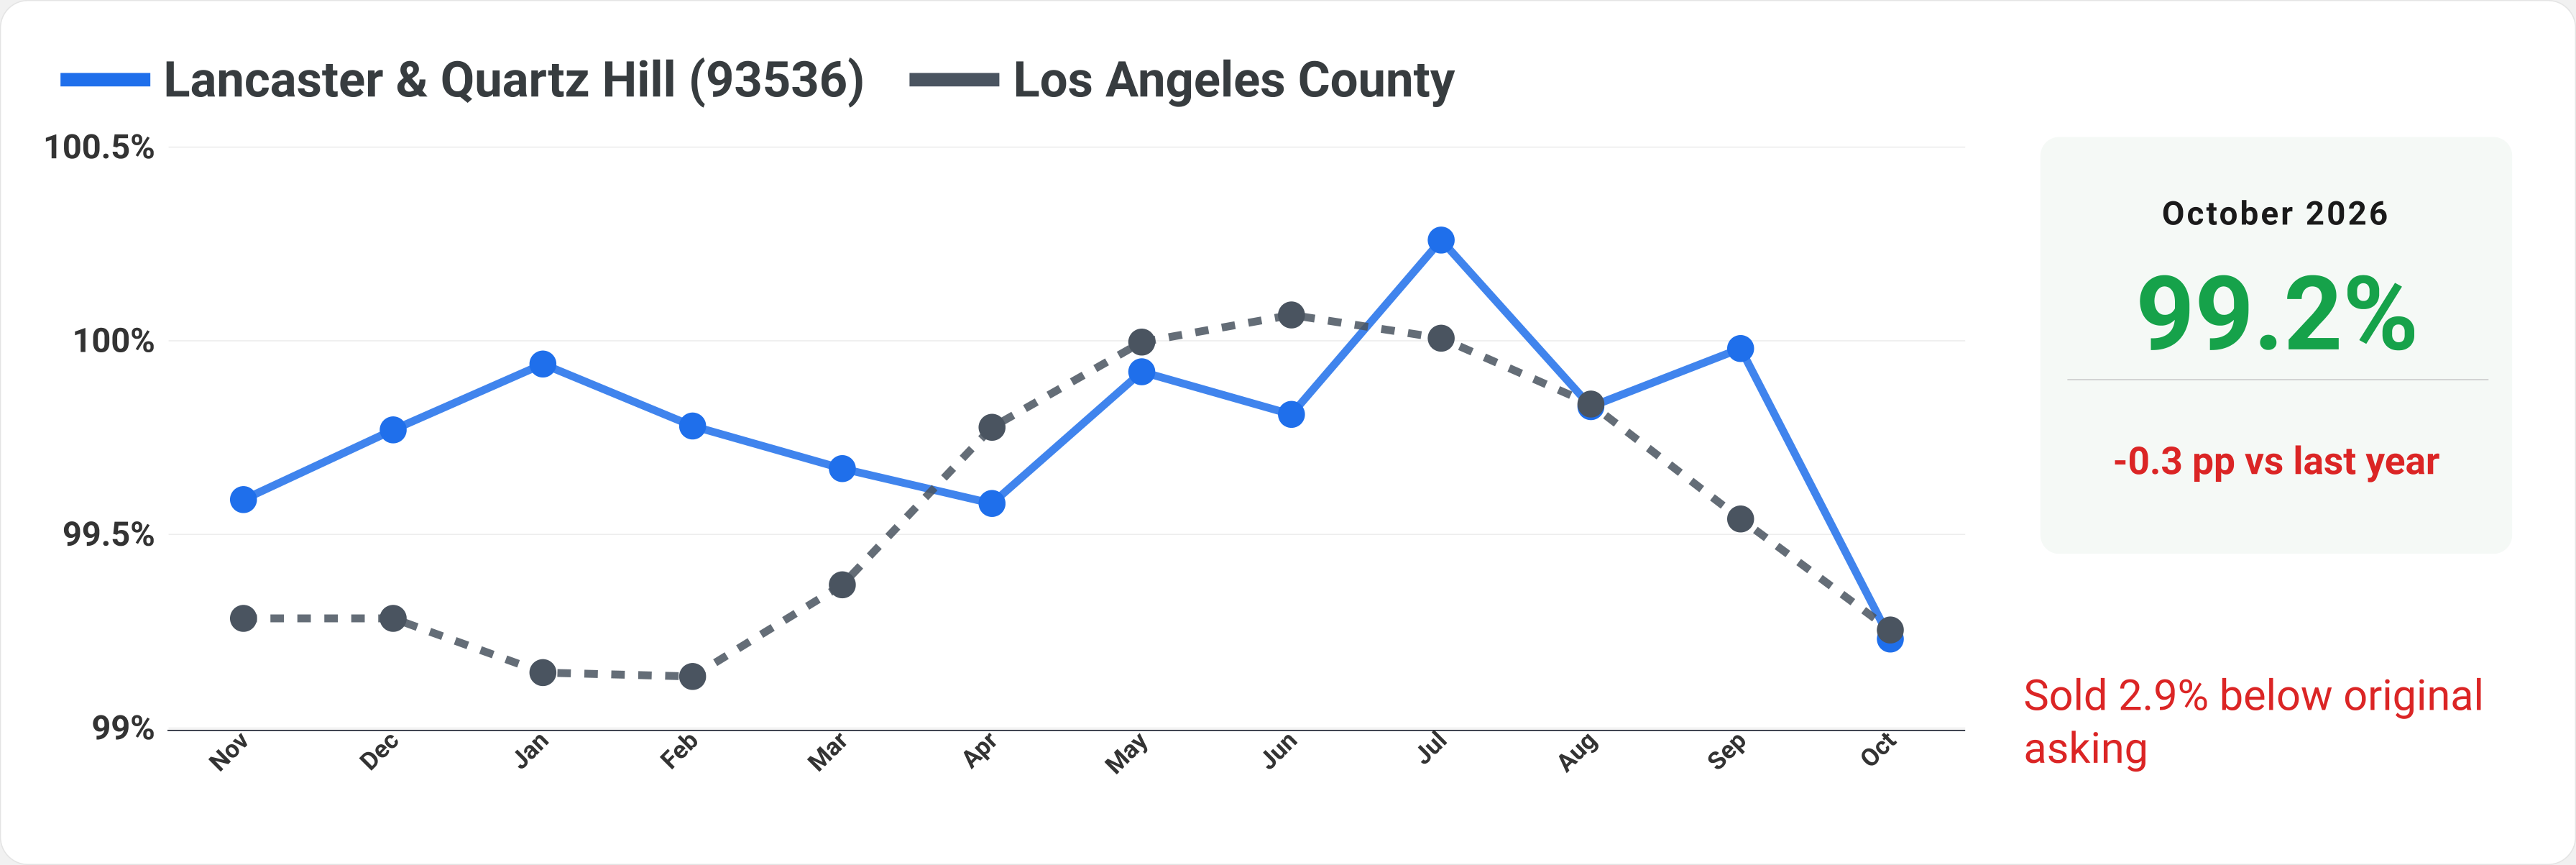 Lancaster & Quartz Hill (93536) Los Angeles County
100.5%
100%
99.5%
99%
Nov Dec Jan Feb Mar Apr May Jun Jul Aug Sep Oct
October 2026
99.2%
-0.3 pp vs last year
Sold 2.9% below original
asking